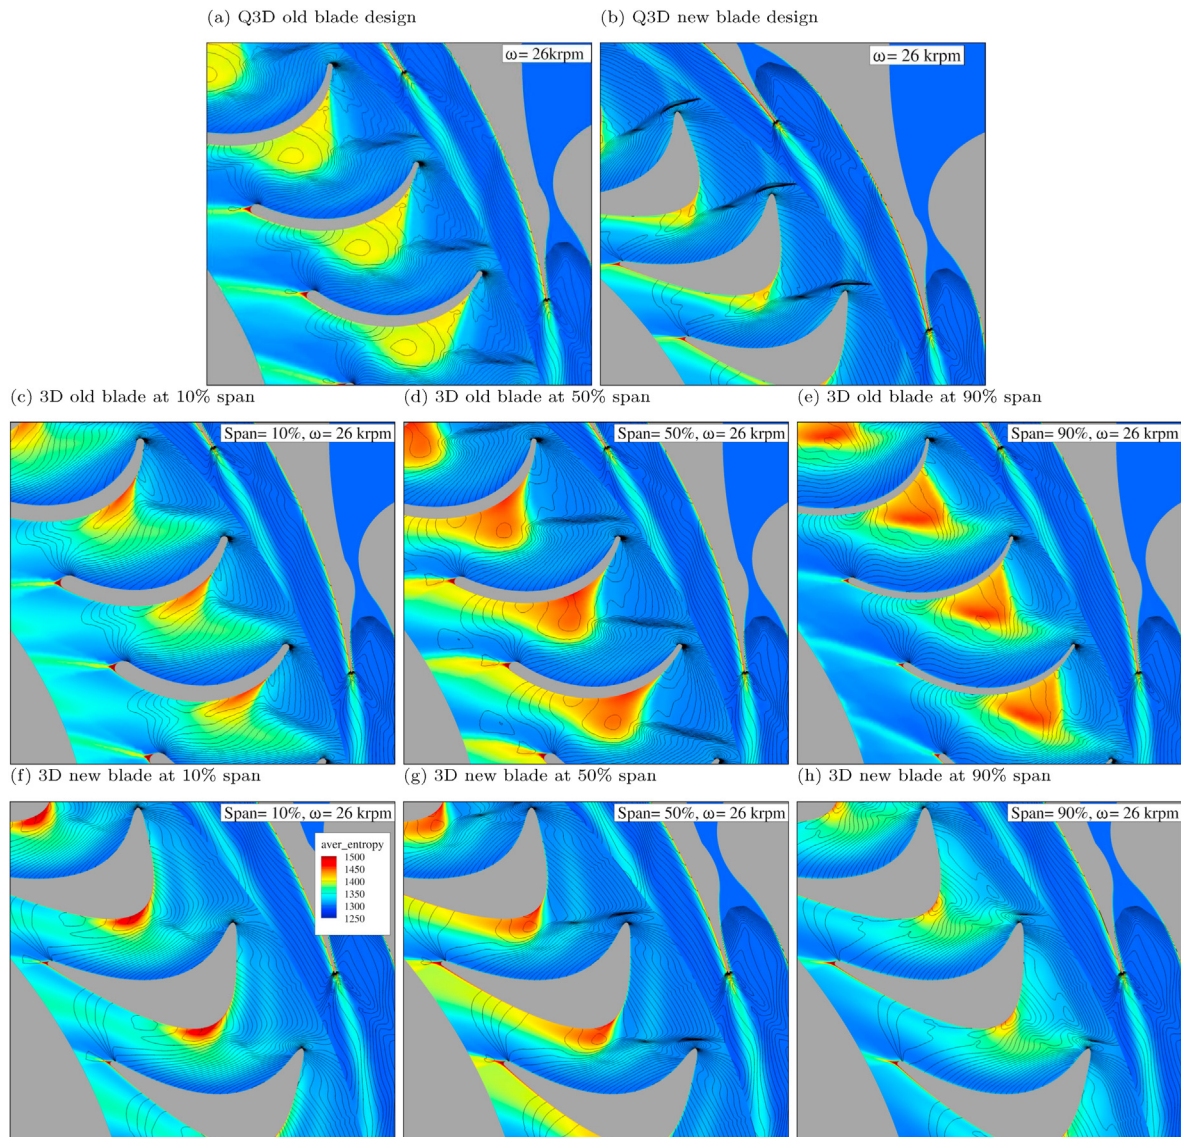 (a) Q3D old blade design
(b) Q3D new blade design
ω= 26krpm
ω= 26 krpm
(c) 3D old blade at 10% span
(d) 3D old blade at 50% span
(e) 3D old blade at 90% span
Span= 10%, ω= 26 krpm
Span= 50%, ω= 26 krpm
Span= 90%, ω= 26 krpm
(f) 3D new blade at 10% span
(g) 3D new blade at 50% span
(h) 3D new blade at 90% span
Span= 10%, ω= 26 krpm
Span= 50%, ω= 26 krpm
Span= 90%, ω= 26 krpm
aver_entropy
1500
1450
1400
1350
1300
1250